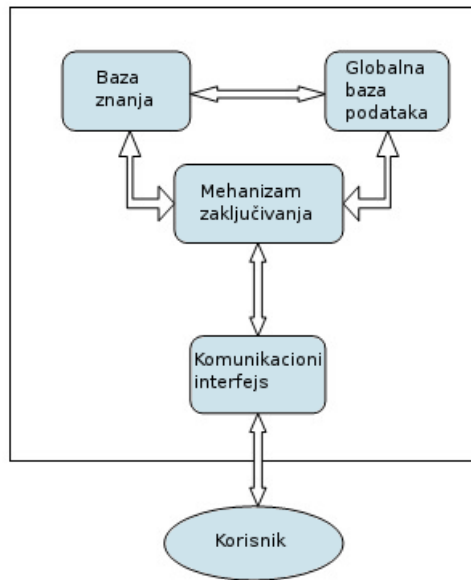 Baza
znanja
Globalna
baza
podataka
Mehanizam
zaključivanja
Komunikacioni
interfejs
Korisnik